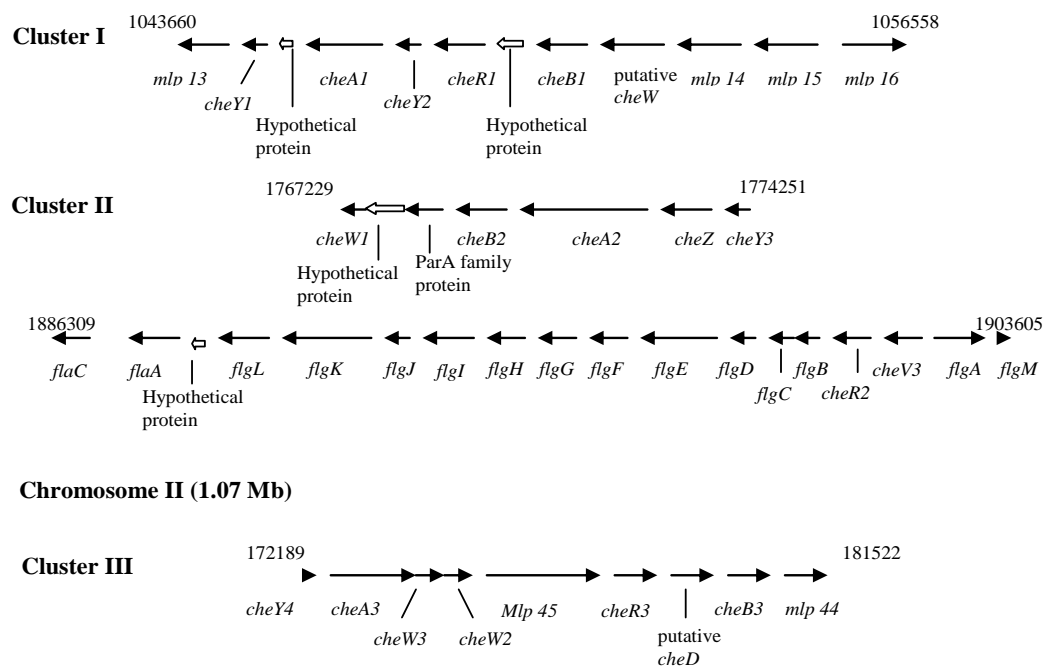 1043660 1056558
Cluster I
mlp 13 cheA1 cheR1 cheB1 putative cheW mlp 14 mlp 15 mlp 16
cheY1 cheY2
Hypothetical protein Hypothetical protein
1767229 1774251
Cluster II
cheW1 cheB2 cheA2 cheZ cheY3
Hypothetical protein ParA family protein
1886309 1903605
flaC flaA flgL flgK flgJ flgI flgH flgG flgF flgE flgD flgB cheV3 flgA flgM
flgC cheR2
Hypothetical protein
Chromosome II (1.07 Mb)
172189 181522
Cluster III
cheY4 cheA3 Mlp 45 cheR3 cheB3 mlp 44
cheW3 cheW2 putative cheD